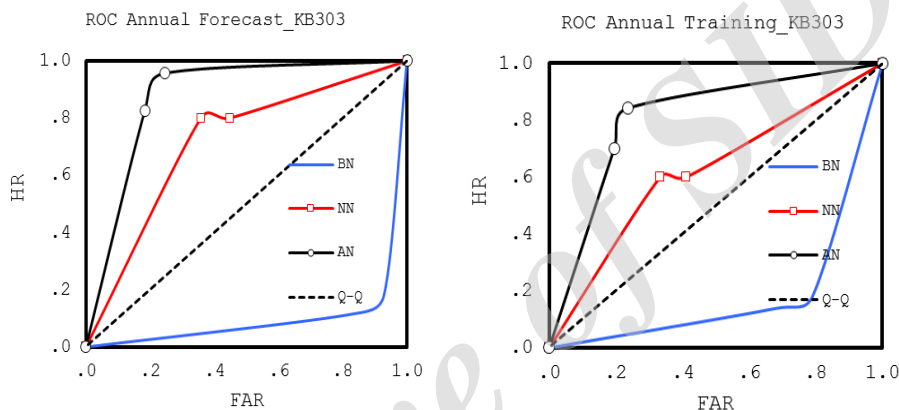 ROC Annual Forecast_KB303
1.0
.8
.6
.4
.2
.0
HR
BN
NN
AN
Q-Q
.0 .2 .4 .6 .8 1.0
FAR
ROC Annual Training_KB303
1.0
.8
.6
.4
.2
.0
HR
BN
NN
AN
Q-Q
.0 .2 .4 .6 .8 1.0
FAR
of SID